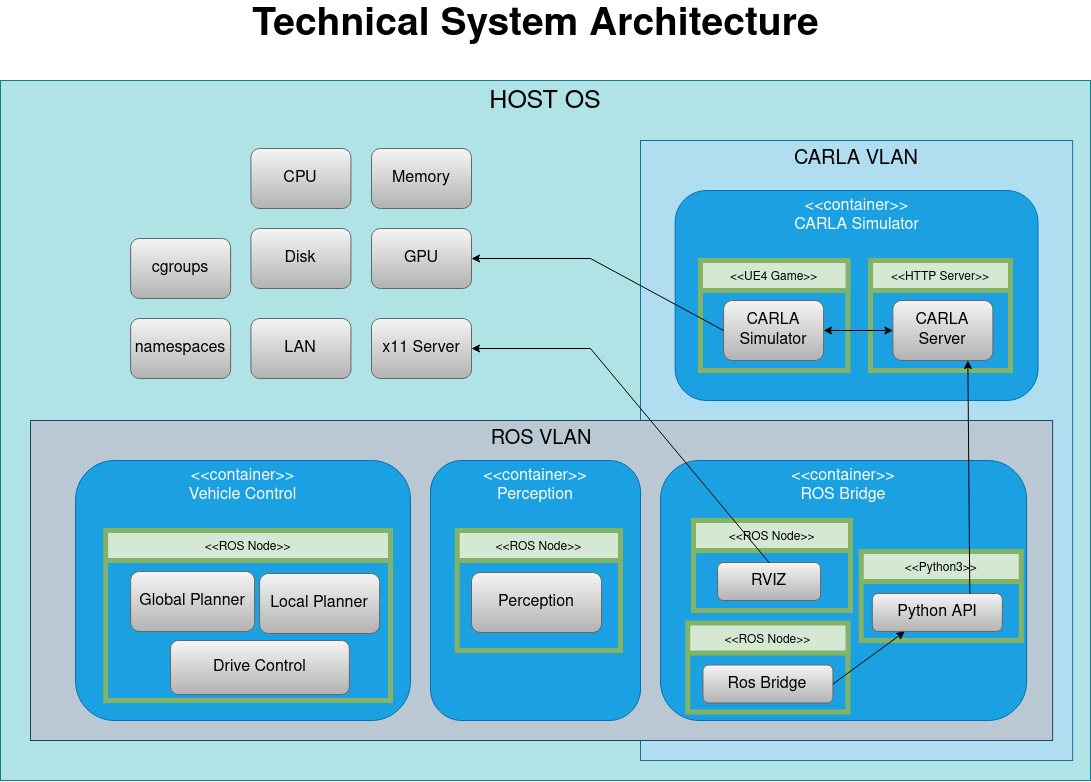 Technical System Architecture
HOST OS
CPU
Memory
cgroups
Disk
GPU
namespaces
LAN
x11 Server
CARLA VLAN
<<container>>
CARLA Simulator
<<UE4 Game>>
CARLA
Simulator
<<HTTP Server>>
CARLA
Server
ROS VLAN
<<container>>
Vehicle Control
<<ROS Node>>
Global Planner
Local Planner
Drive Control
<<container>>
Perception
<<ROS Node>>
Perception
<<container>>
ROS Bridge
<<ROS Node>>
RVIZ
<<Python3>>
Python API
<<ROS Node>>
Ros Bridge